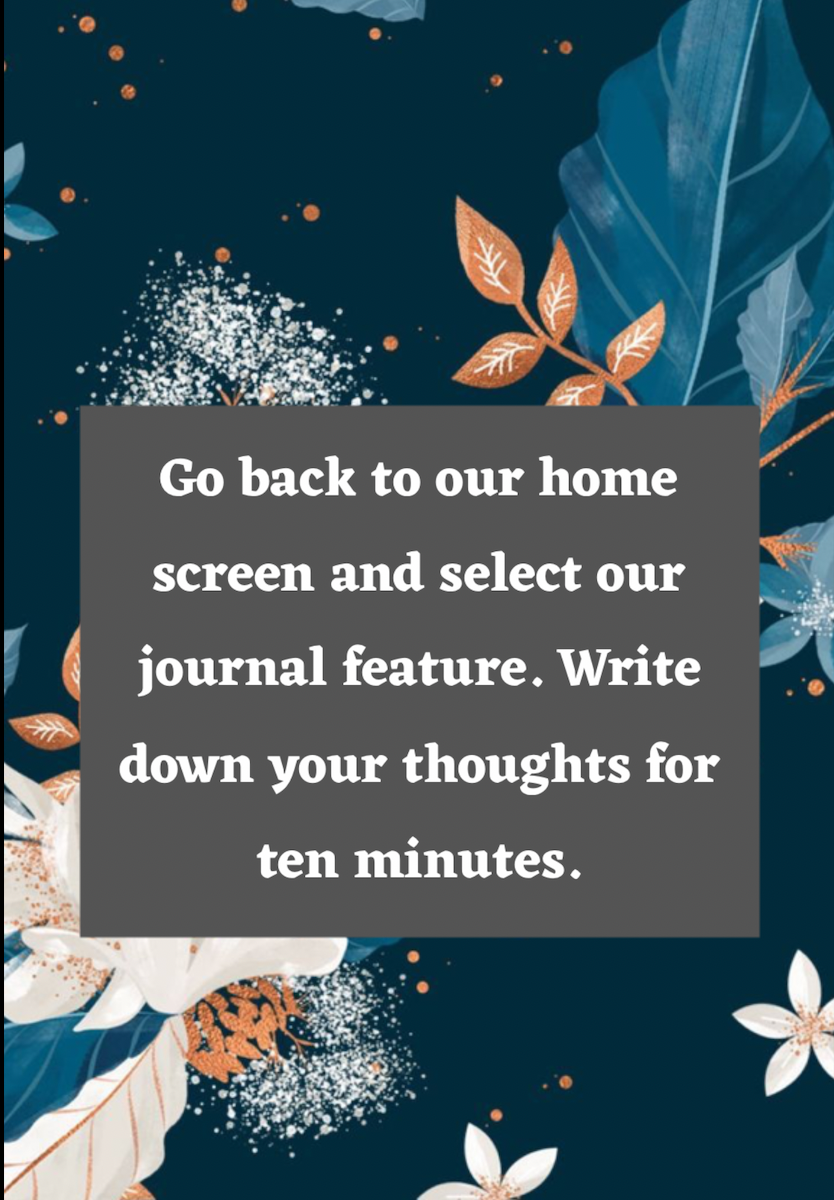 Go back to our home
screen and select our
journal feature. Write
down your thoughts for
ten minutes.